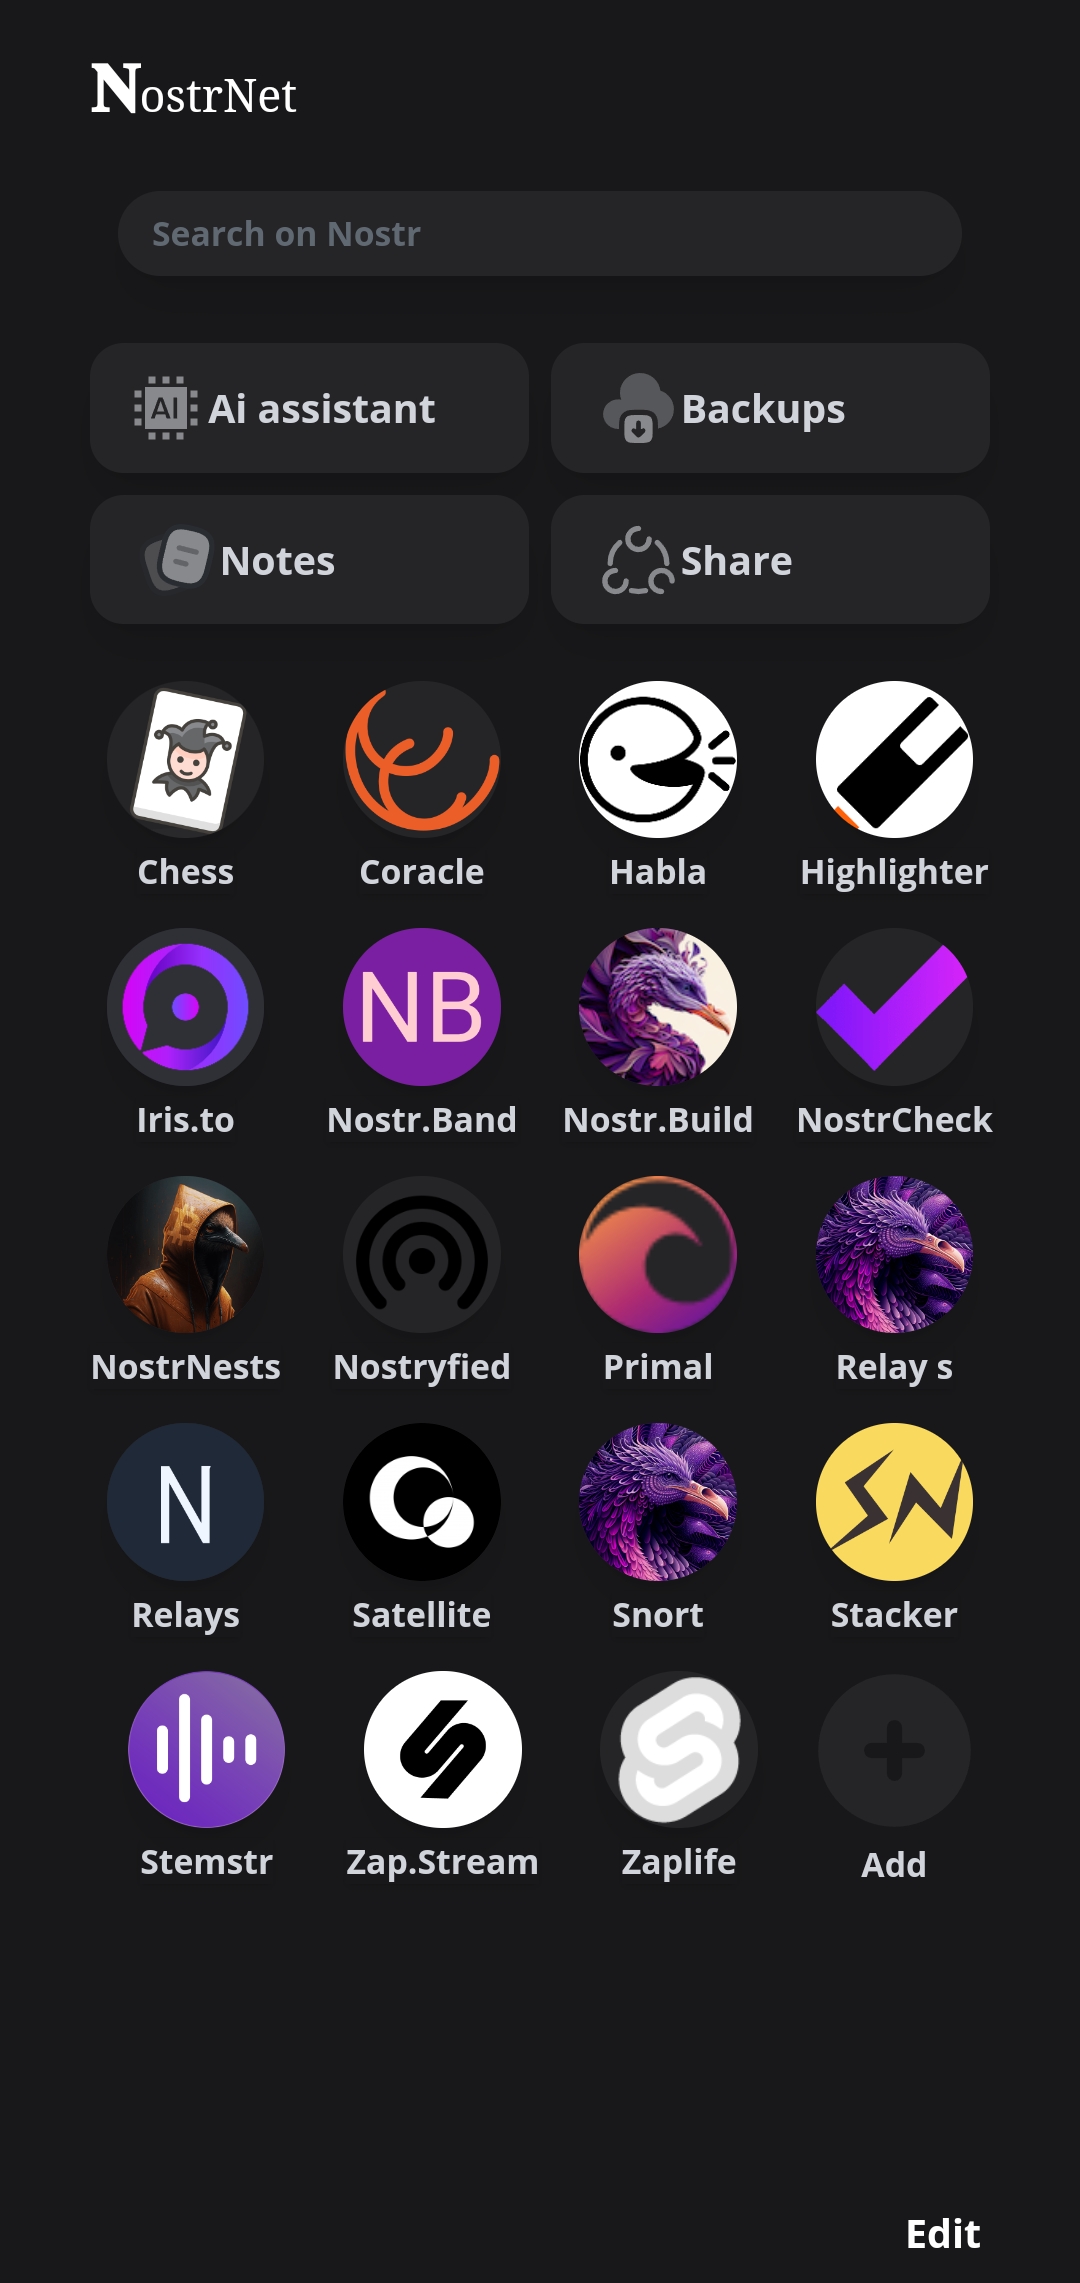 NostrNet
Search on Nostr
AI Ai assistant
Backups
Notes
Share
Chess
Coracle
Habla
Highlighter
NB
Iris.to
Nostr.Band
Nostr.Build
NostrCheck
NostrNests
Nostryfied
Primal
Relay s
N
SN
Relays
Satellite
Snort
Stacker
Stemstr
Zap.Stream
Zaplife
Add
Edit